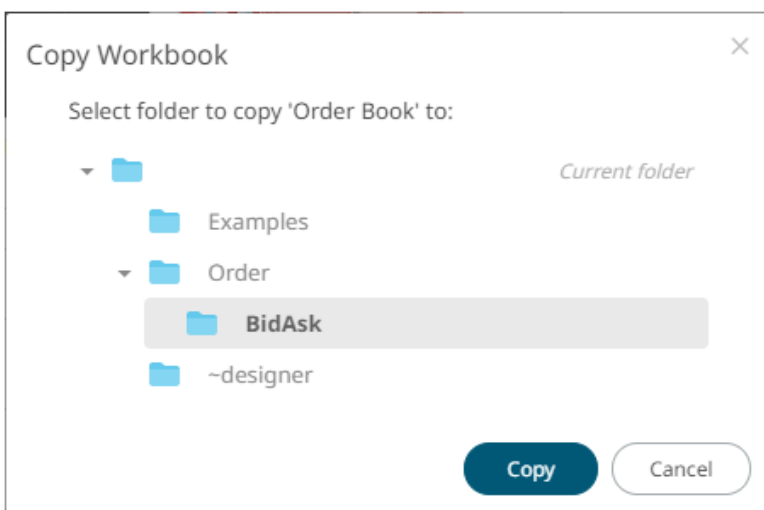 Copy Workbook
Select folder to copy 'Order Book' to:
Current folder
Examples
Order
BidAsk
~designer
Copy
Cancel